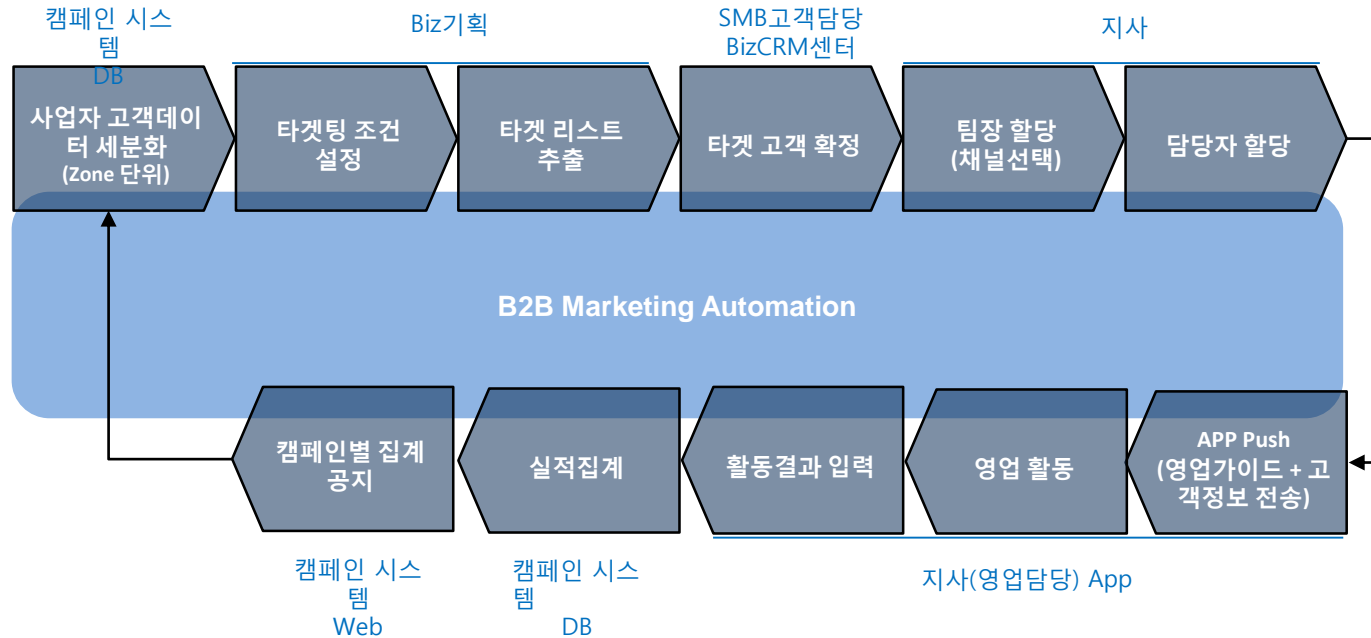 캠페인 시스
템
DB
Biz기획
SMB고객담당
BizCRM센터
지사
사업자 고객데이
터 세분화
(Zone 단위)
타겟팅 조건
설정
타겟 리스트
추출
타겟 고객 확정
팀장 할당
(채널선택)
담당자 할당
B2B Marketing Automation
캠페인별 집계
공지
실적집계
활동결과 입력
영업 활동
APP Push
(영업가이드 + 고
객정보 전송)
캠페인 시스
템
Web
캠페인 시스
템
DB
지사(영업담당) App